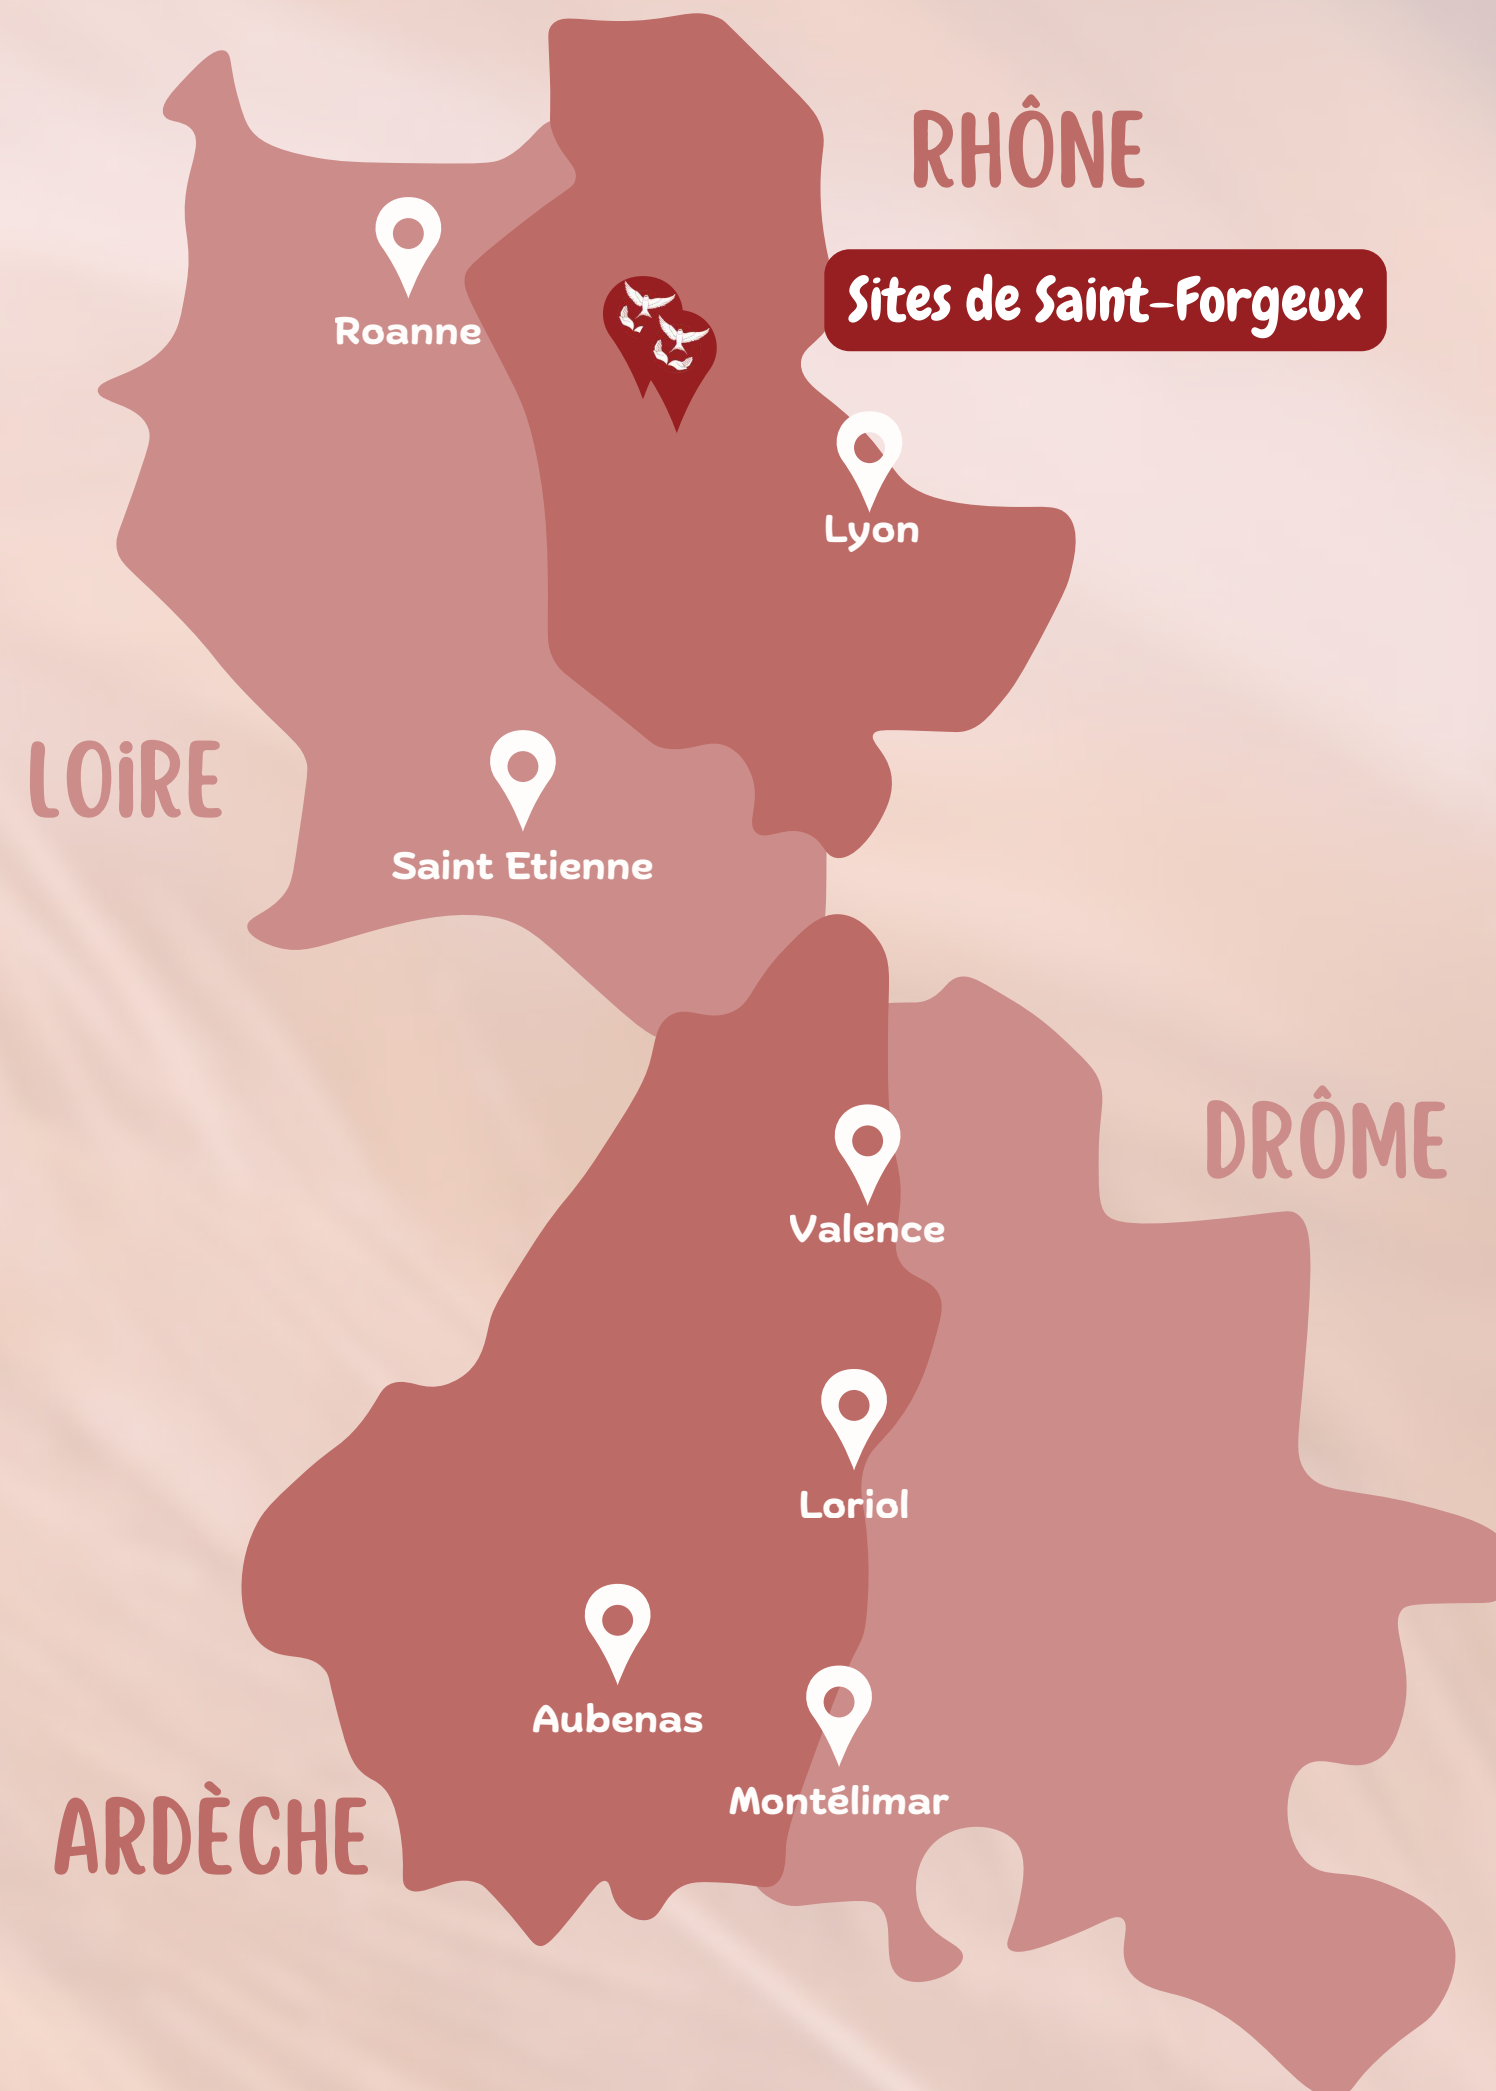 RHÔNE
Sites de Saint-Forgeux
Roanne
Lyon
LOiRE
Saint Etienne
DRÔME
Valence
Loriol
Aubenas
Montélimar
ARDÈCHE